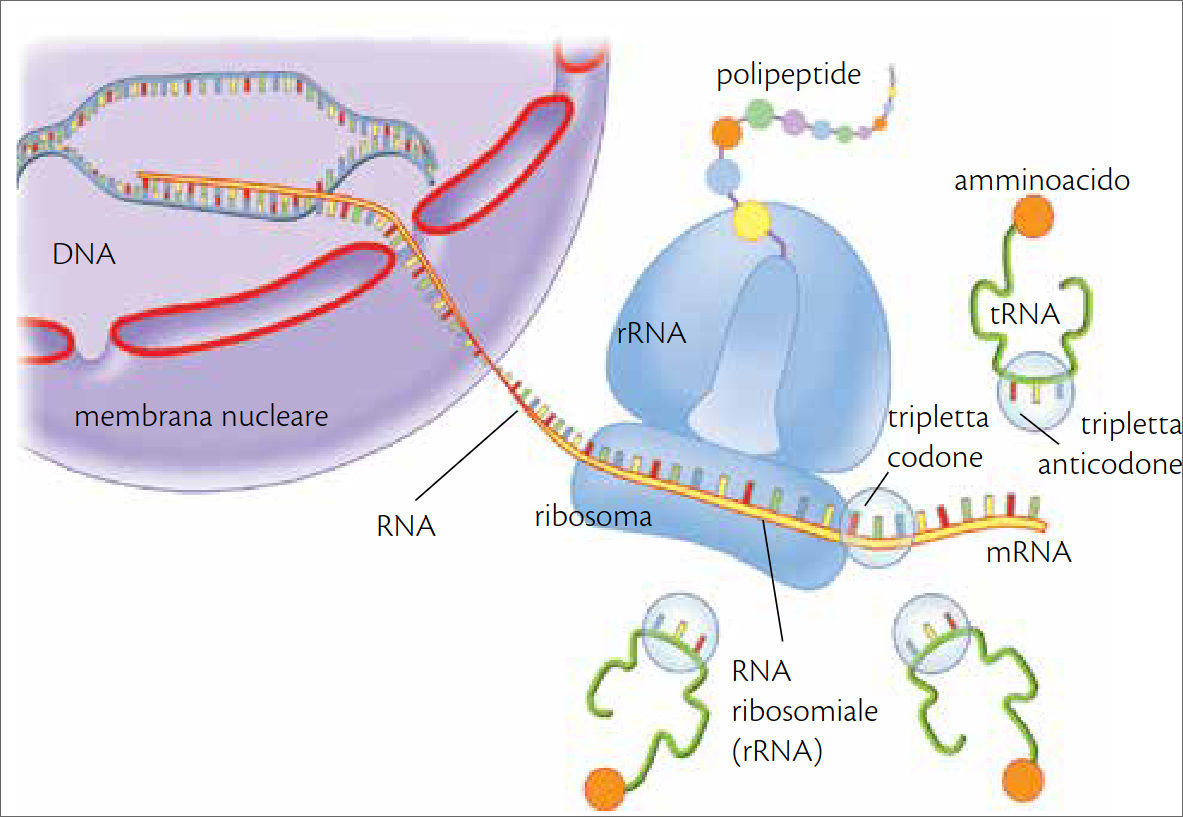 polipeptide
amminoacido
DNA
tRNA
rRNA
membrana nucleare
tripletta
codone
tripletta
anticodone
RNA
ribosoma
mRNA
RNA
ribosomiale
(rRNA)